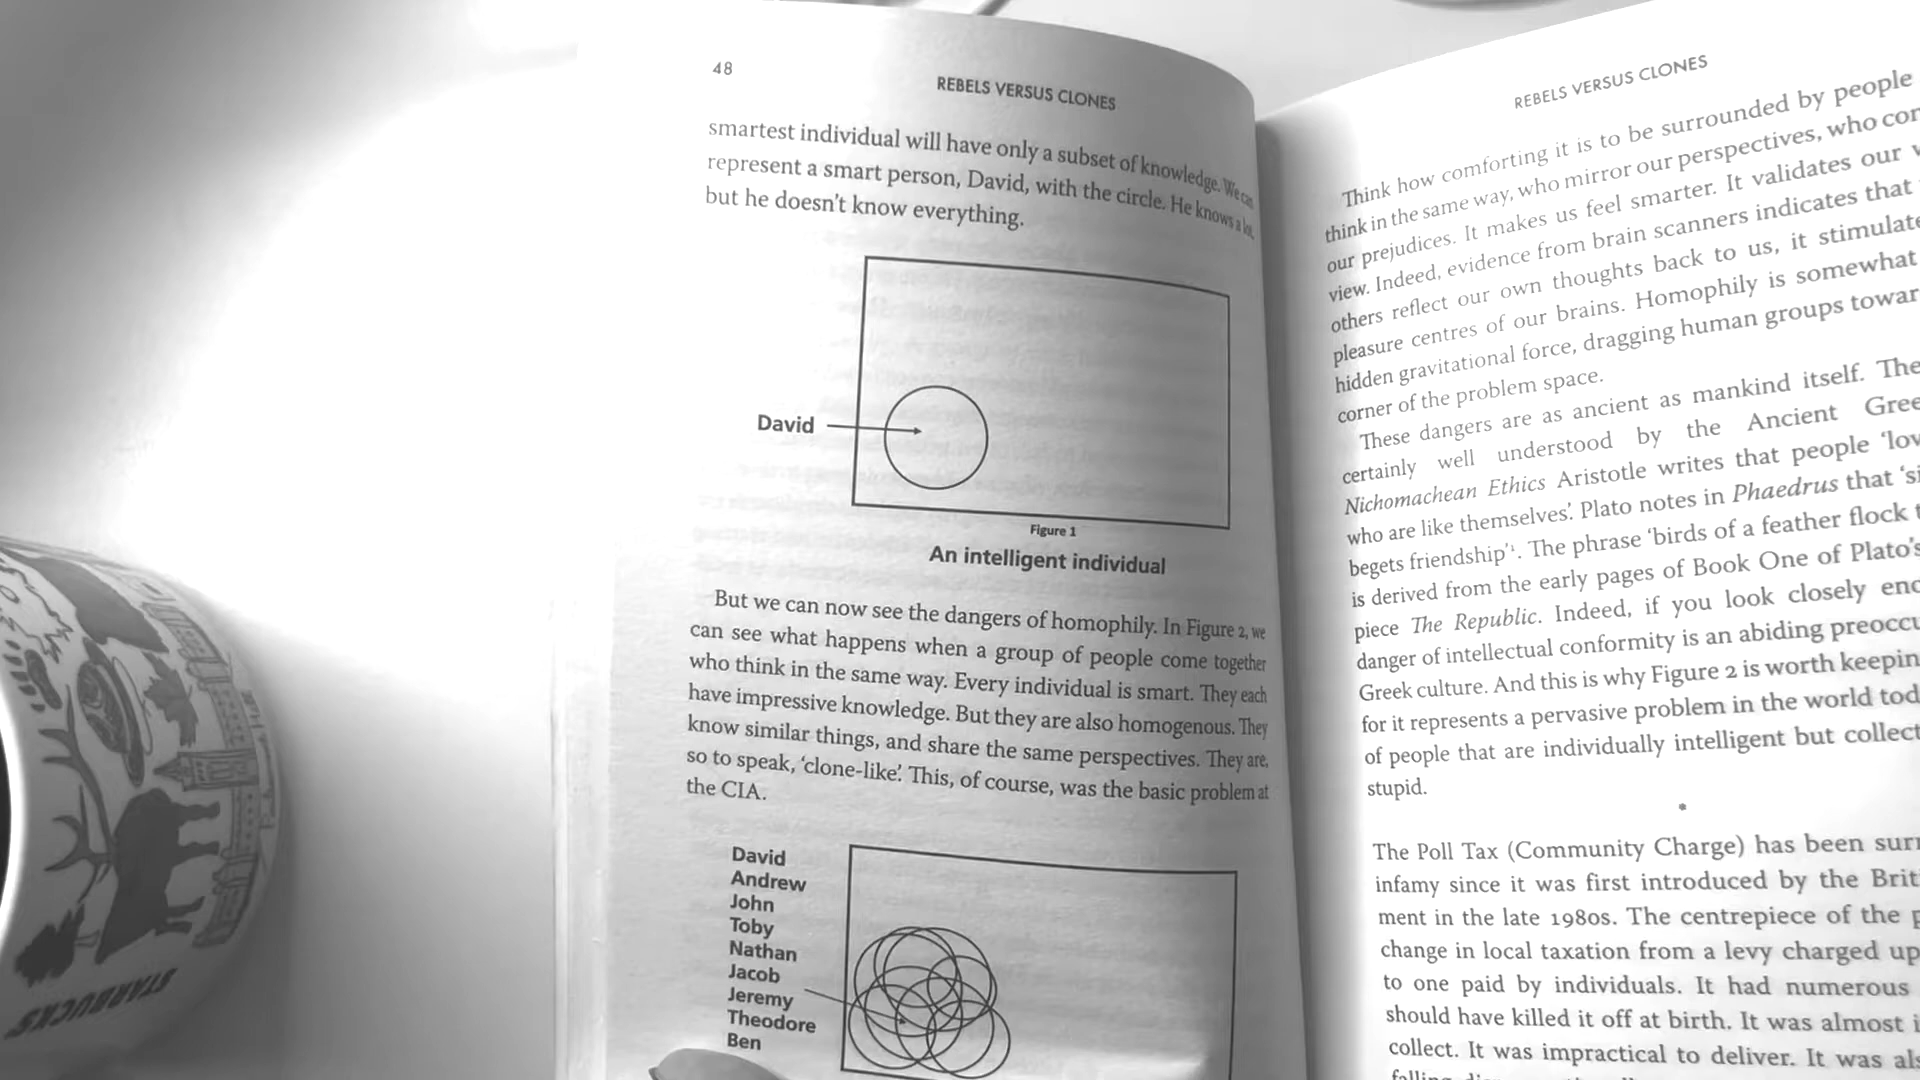 48
REBELS VERSUS CLONES
smartest individual will have only a subset of knowledge. We can
represent a smart person, David, with the circle. He knows a lot,
but he doesn't know everything.
David
Figure 1
An intelligent individual
But we can now see the dangers of homophily. In Figure 2, we
can see what happens when a group of people come together
who think in the same way. Every individual is smart. They each
have impressive knowledge. But they are also homogenous. They
know similar things, and share the same perspectives. They are,
so to speak, 'clone-like'. This, of course, was the basic problem at
the CIA.
David
Andrew
John
Toby
Nathan
Jacob
Jeremy
Theodore
Ben
REBELS VERSUS CLONES
Think how comforting it is to be surrounded by people
think in the same way, who mirror our perspectives, who
our prejudices. It makes us feel smarter. It validates our
view. Indeed, evidence from brain scanners indicates that
others reflect our own thoughts back to us, it
pleasure centres of our brains. Homophily is somewhat
hidden gravitational force, dragging human groups
corner of the problem space.
These dangers are as ancient as mankind itself.
certainly well understood by the Ancient
Nichomachean Ethics Aristotle writes that people
who are like themselves'. Plato notes in Phaedrus that
begets friendship'¹. The phrase 'birds of a feather flock
is derived from the early pages of Book One of Plato's
piece The Republic. Indeed, if you look closely
danger of intellectual conformity is an abiding
Greek culture. And this is why Figure 2 is worth
for it represents a pervasive problem in the world
of people that are individually intelligent but
stupid.
*
The Poll Tax (Community Charge) has been
infamy since it was first introduced by the
ment in the late 1980s. The centrepiece of the
change in local taxation from a levy charged
to one paid by individuals. It had numerous
should have killed it off at birth. It was almost
collect. It was impractical to deliver. It was
STARBUCKS